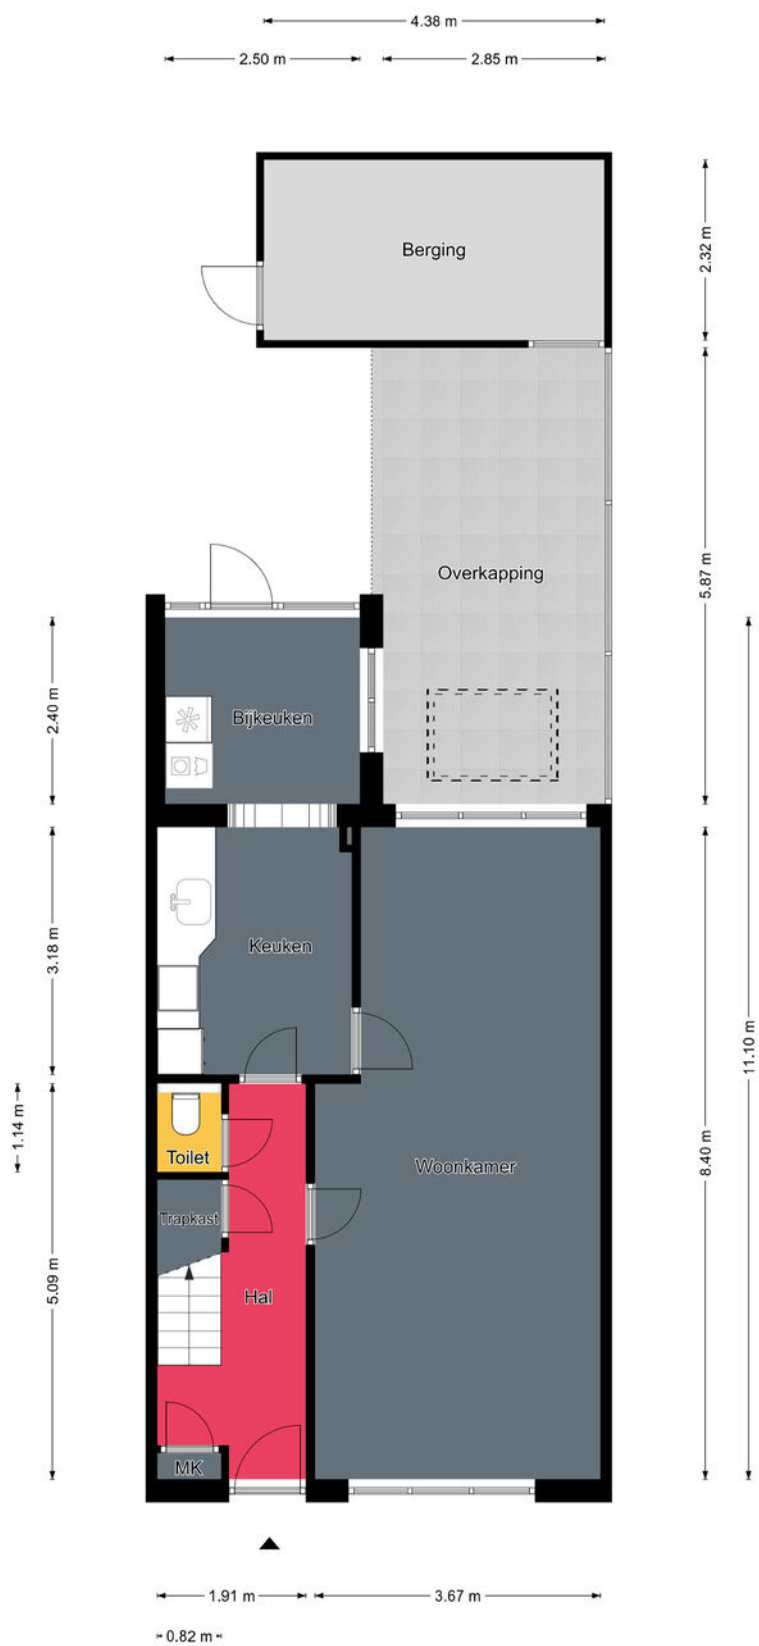 4.38 m
2.50 m
2.85 m
Berging
2.32 m
Overkapping
5.87 m
2.40 m
Bijkeuken
3.18 m
Keuken
11.10 m
1.14 m
Toilet
Woonkamer
8.40 m
Trapkast
5.09 m
Hal
MK
1.91 m
3.67 m
0.82 m